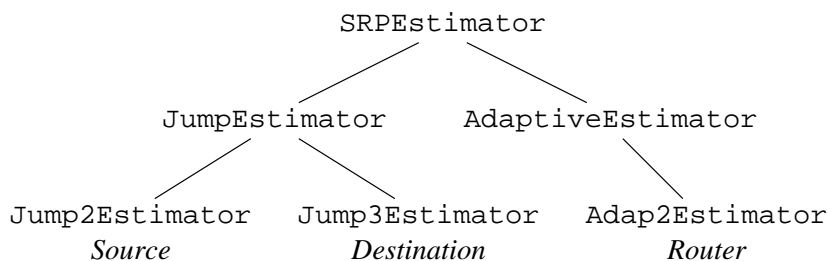 SRPEstimator
JumpEstimator AdaptiveEstimator
Jump2Estimator Jump3Estimator Adap2Estimator
Source Destination Router